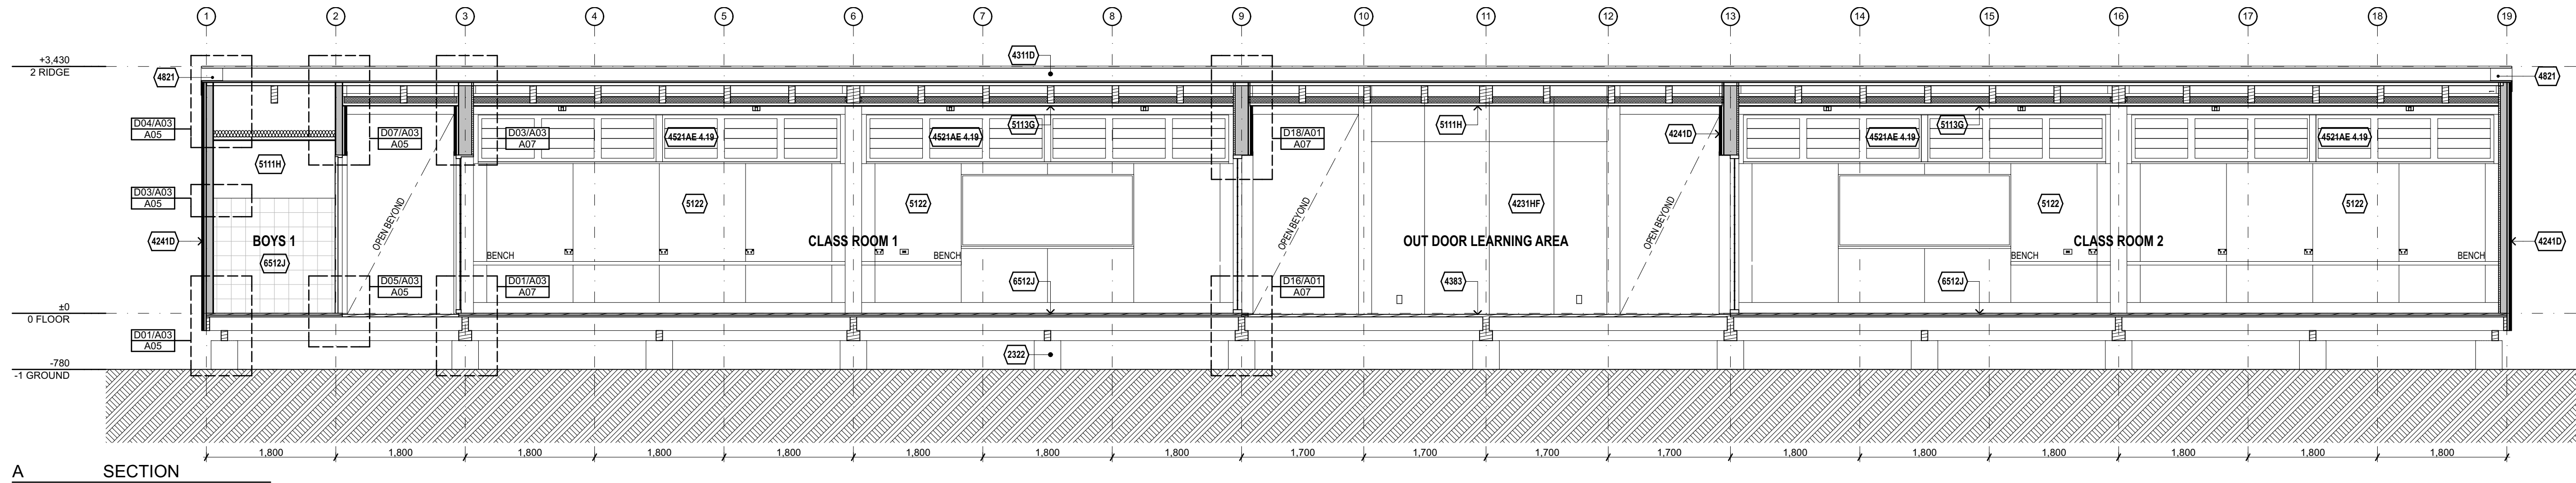 1 2 3 4 5 6 7 8 9 10 11 12 13 14 15 16 17 18 19
+3,430
2 RIDGE
4821
4311D
4821
D04/A03
A05
D07/A03
A05
D03/A03
A07
4521AE 4.19
5113G
4521AE 4.19
D18/A01
A07
5111H
4241D
4521AE 4.19
5113G
4521AE 4.19
5111H
D03/A03
A05
OPEN BEYOND
5122
5122
OPEN BEYOND
4231HF
OPEN BEYOND
5122
5122
4241D
BOYS 1
CLASS ROOM 1
OUT DOOR LEARNING AREA
CLASS ROOM 2
4241D
6512J
BENCH
BENCH
BENCH
BENCH
D05/A03
A05
D01/A03
A07
6512J
D16/A01
A07
4383
6512J
±0
0 FLOOR
D01/A03
A05
2322
-780
-1 GROUND
1,800 1,800 1,800 1,800 1,800 1,800 1,800 1,800 1,700 1,700 1,700 1,700 1,800 1,800 1,800 1,800 1,800 1,800
A SECTION